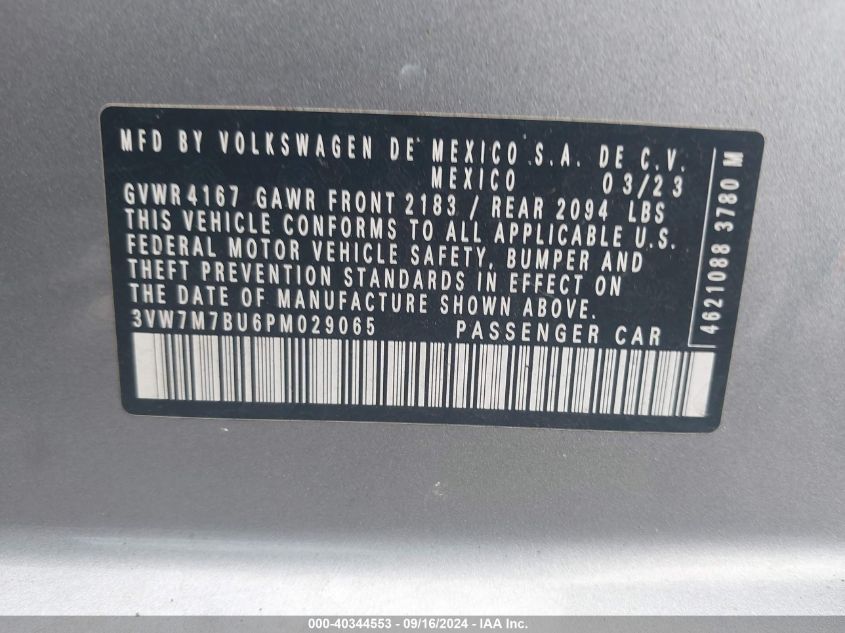 MFD BY VOLKSWAGEN DE MEXICO S.A. DE C.V.
MEXICO 03/23
GVWR 4167 GAWR FRONT 2183 / REAR 2094 LBS
THIS VEHICLE CONFORMS TO ALL APPLICABLE U.S.
FEDERAL MOTOR VEHICLE SAFETY, BUMPER AND
THEFT PREVENTION STANDARDS IN EFFECT ON
THE DATE OF MANUFACTURE SHOWN ABOVE.
3VW7M7BU6PM029065 PASSENGER CAR
4621088 3780 M
000-40344553 - 09/16/2024 - IAA Inc.